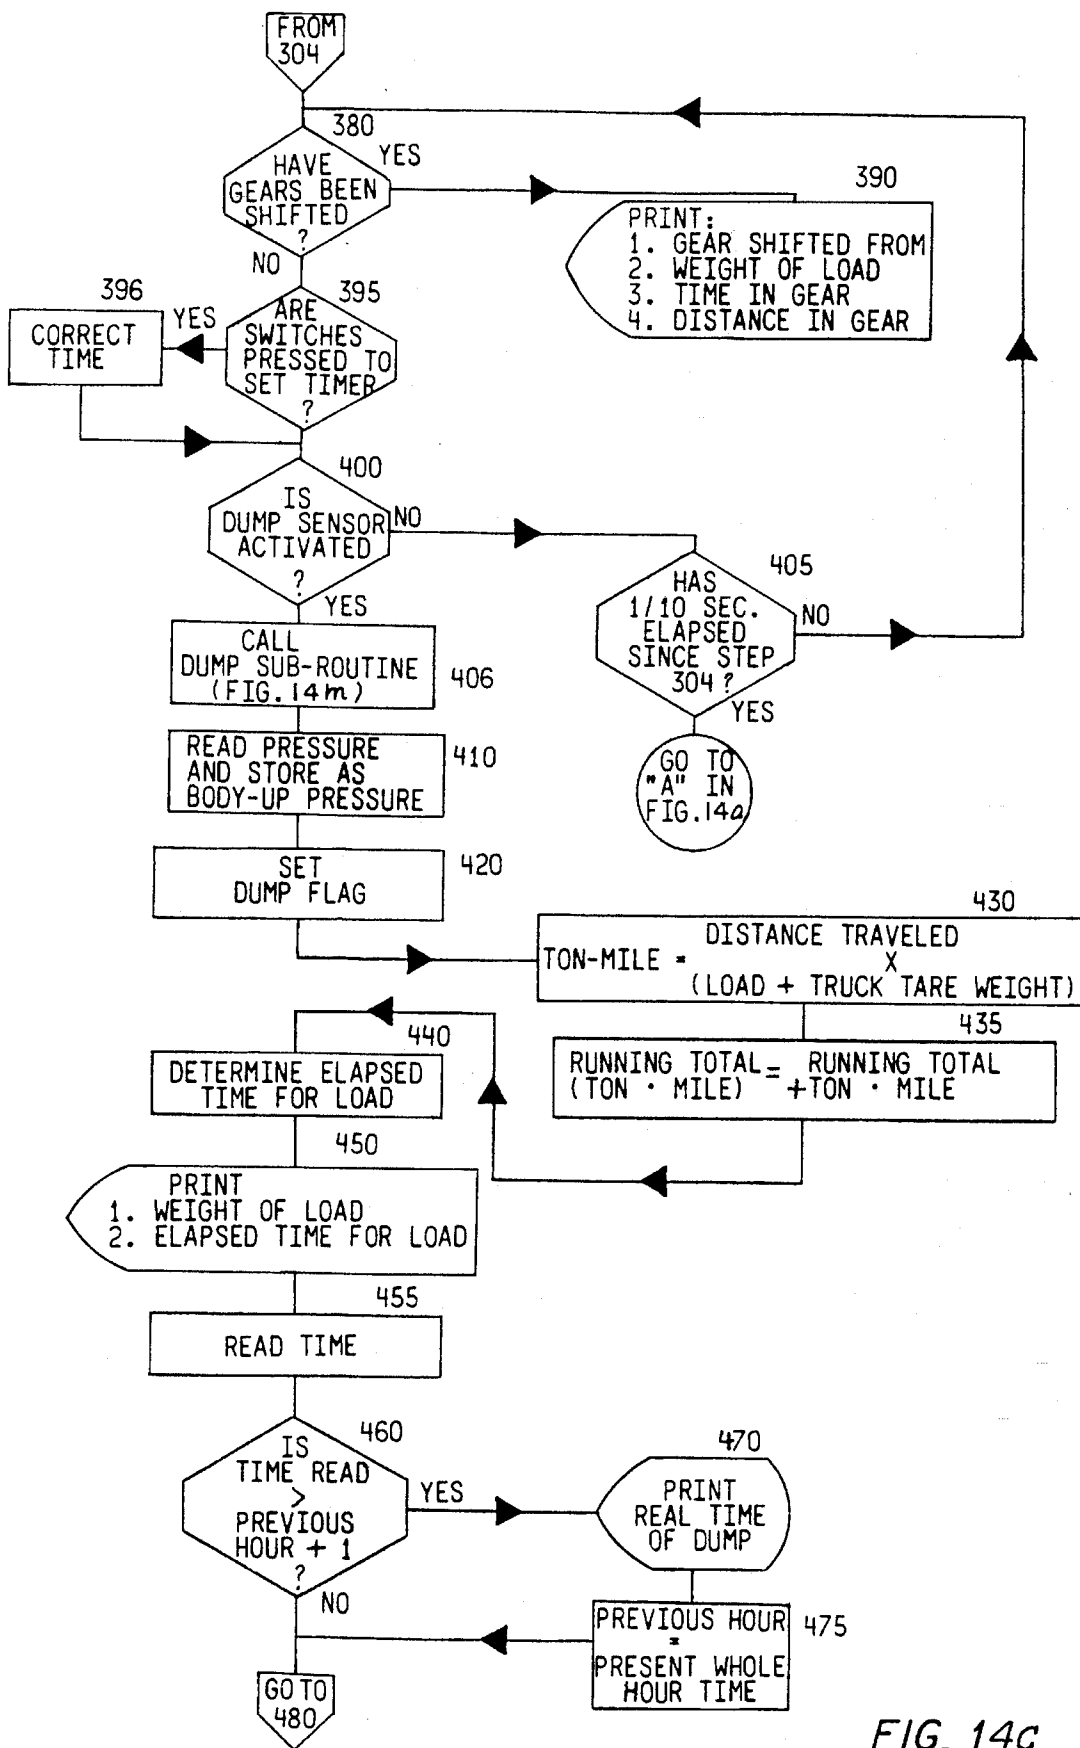 FROM
304
380
HAVE
GEARS BEEN
SHIFTED
?
YES
NO
390
PRINT:
1. GEAR SHIFTED FROM
2. WEIGHT OF LOAD
3. TIME IN GEAR
4. DISTANCE IN GEAR
395
ARE
SWITCHES
PRESSED TO
SET TIMER
?
YES
396
CORRECT
TIME
400
IS
DUMP SENSOR
ACTIVATED
?
NO
YES
405
HAS
1/10 SEC.
ELAPSED
SINCE STEP
304 ?
NO
YES
GO TO
"A" IN
FIG.14a
CALL
DUMP SUB-ROUTINE
(FIG.14m)
406
READ PRESSURE
AND STORE AS
BODY-UP PRESSURE
410
SET
DUMP FLAG
420
430
DISTANCE TRAVELED
TON-MILE = X
(LOAD + TRUCK TARE WEIGHT)
435
RUNNING TOTAL = RUNNING TOTAL
(TON · MILE) +TON · MILE
440
DETERMINE ELAPSED
TIME FOR LOAD
450
PRINT
1. WEIGHT OF LOAD
2. ELAPSED TIME FOR LOAD
455
READ TIME
460
IS
TIME READ
>
PREVIOUS
HOUR + 1
?
YES
NO
470
PRINT
REAL TIME
OF DUMP
PREVIOUS HOUR
=
PRESENT WHOLE
HOUR TIME
475
GO TO
480
FIG. 14c